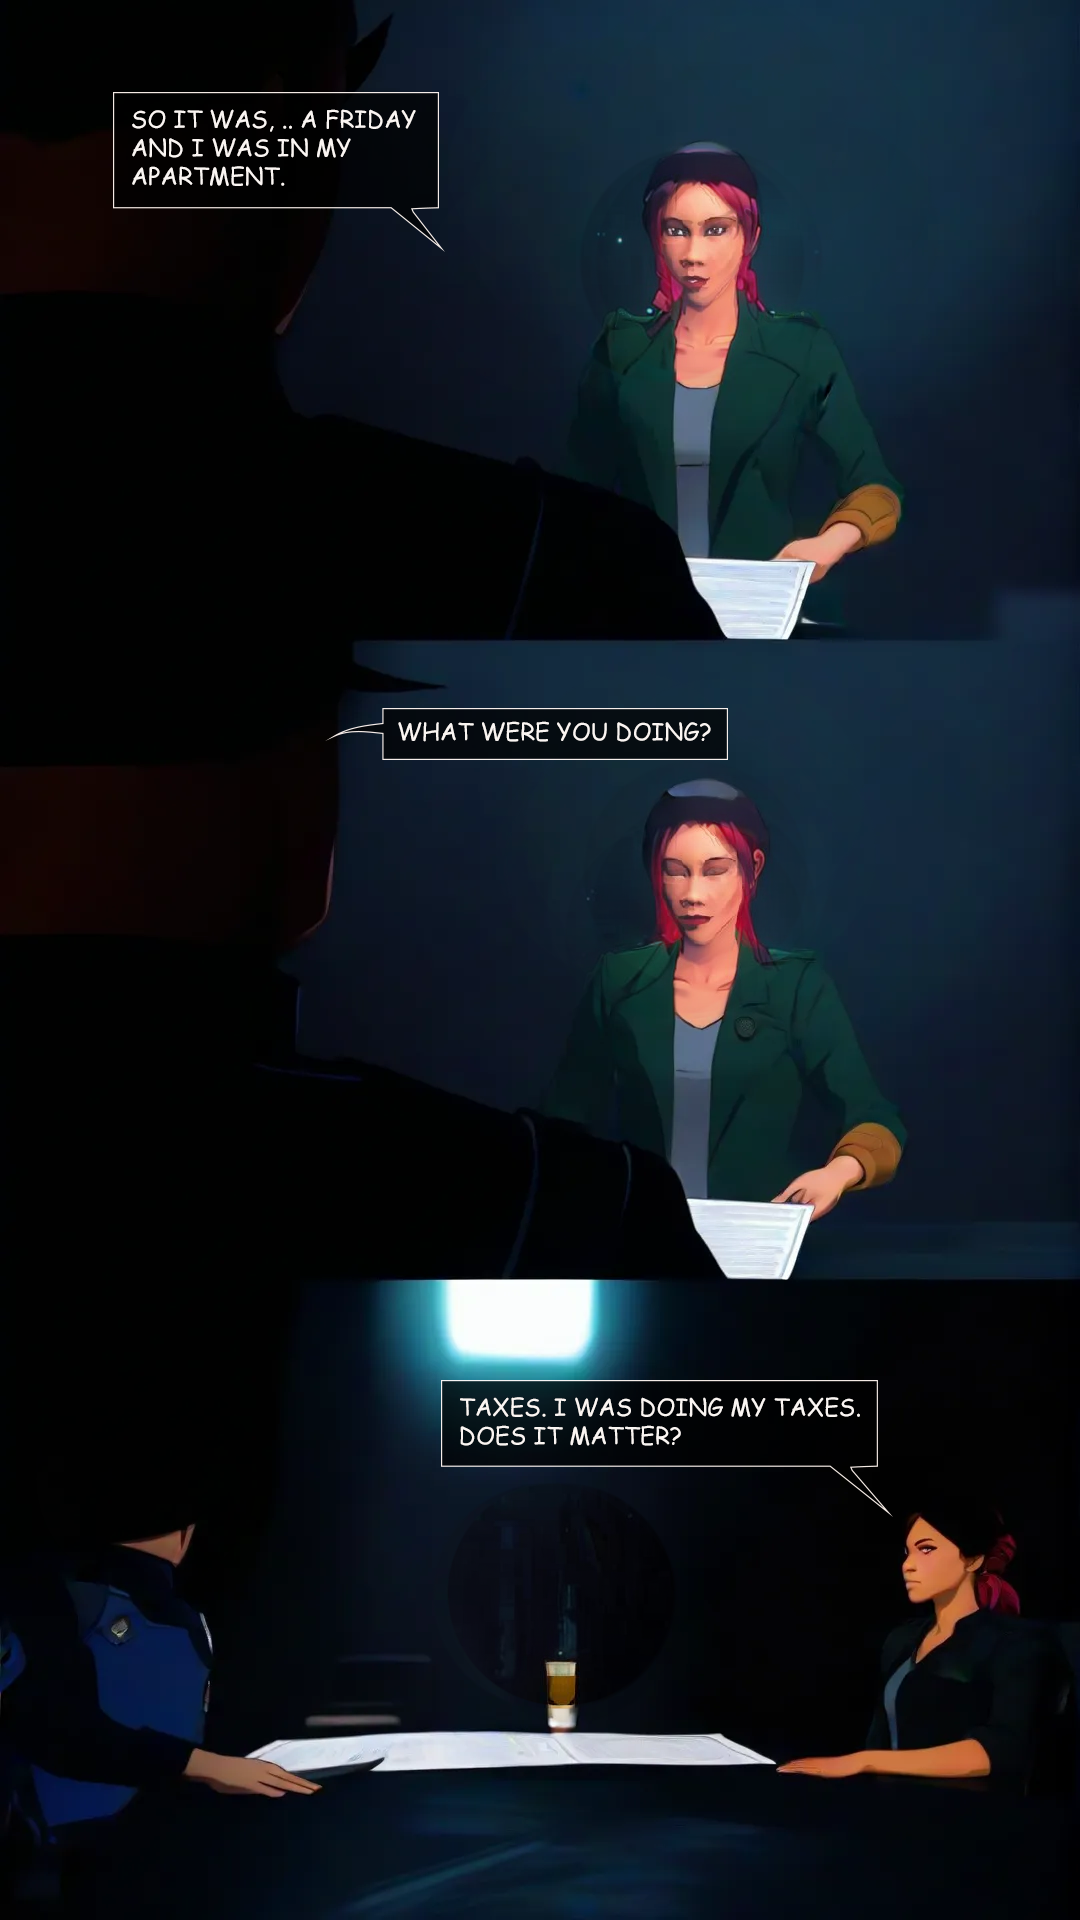 SO IT WAS, .. A FRIDAY
AND I WAS IN MY
APARTMENT.
WHAT WERE YOU DOING?
TAXES. I WAS DOING MY TAXES.
DOES IT MATTER?